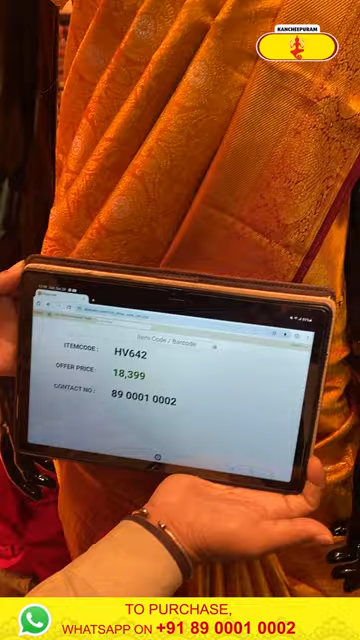 KANCHEEPURAM
Item Code / Barcode
ITEMCODE : HV642
OFFER PRICE : 18,399
CONTACT NO : 89 0001 0002
TO PURCHASE,
WHATSAPP ON +91 89 0001 0002